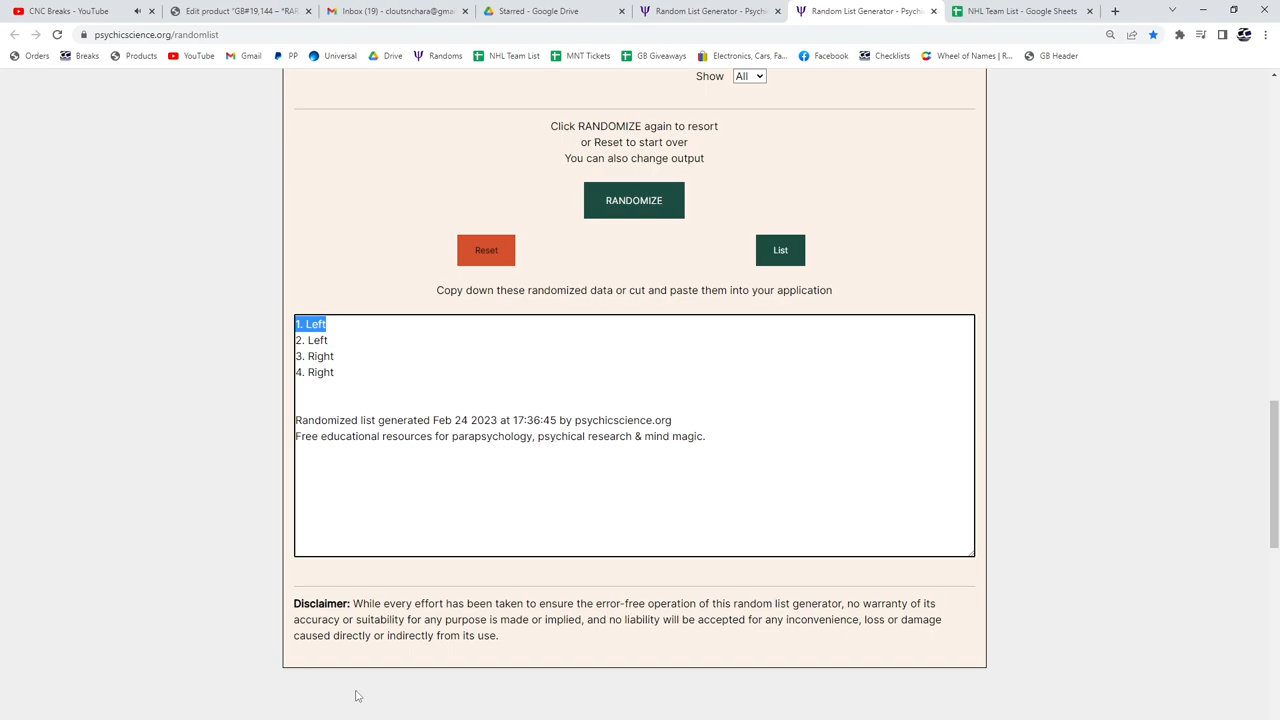 CNC Breaks - YouTube
Edit product "GB#19,144 – "RAR
Inbox (19) - cloutsnchara@gma
Starred - Google Drive
Random List Generator - Psychic
Random List Generator - Psychic
NHL Team List - Google Sheets
psychicscience.org/randomlist
Orders
Breaks
Products
YouTube
Gmail
PP
Universal
Drive
Randoms
NHL Team List
MNT Tickets
GB Giveaways
Electronics, Cars, Fa...
Facebook
Checklists
Wheel of Names | R...
GB Header
Show All
Click RANDOMIZE again to resort
or Reset to start over
You can also change output
RANDOMIZE
Reset
List
Copy down these randomized data or cut and paste them into your application
1. Left
2. Left
3. Right
4. Right
Randomized list generated Feb 24 2023 at 17:36:45 by psychicscience.org
Free educational resources for parapsychology, psychical research & mind magic.
Disclaimer: While every effort has been taken to ensure the error-free operation of this random list generator, no warranty of its
accuracy or suitability for any purpose is made or implied, and no liability will be accepted for any inconvenience, loss or damage
caused directly or indirectly from its use.